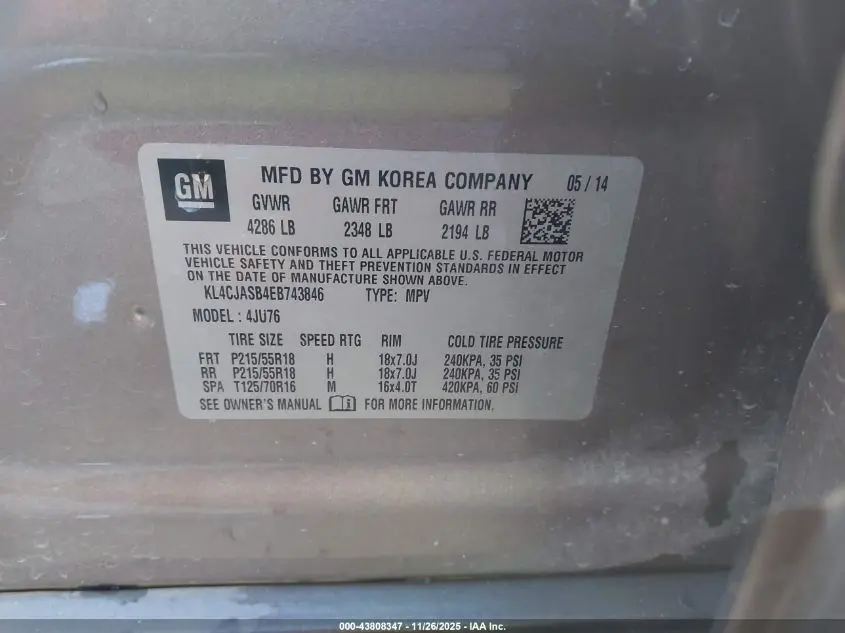 GM
MFD BY GM KOREA COMPANY 05 / 14
GVWR GAWR FRT GAWR RR
4286 LB 2348 LB 2194 LB
THIS VEHICLE CONFORMS TO ALL APPLICABLE U.S. FEDERAL MOTOR
VEHICLE SAFETY AND THEFT PREVENTION STANDARDS IN EFFECT
ON THE DATE OF MANUFACTURE SHOWN ABOVE.
KL4CJASB4EB743846 TYPE: MPV
MODEL : 4JU76
TIRE SIZE SPEED RTG RIM COLD TIRE PRESSURE
FRT P215/55R18 H 18x7.0J 240KPA, 35 PSI
RR P215/55R18 H 18x7.0J 240KPA, 35 PSI
SPA T125/70R16 M 16x4.0T 420KPA, 60 PSI
SEE OWNER'S MANUAL FOR MORE INFORMATION.
000-43808347 - 11/26/2025 - IAA Inc.